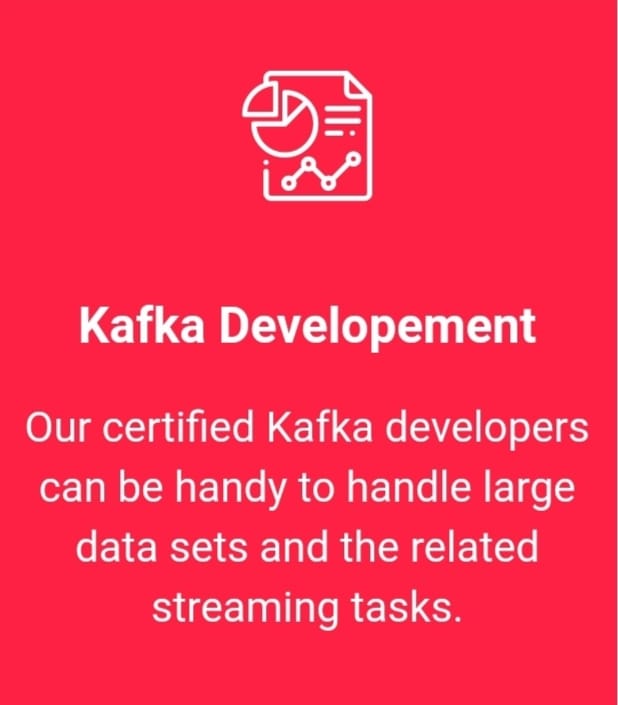 Kafka Developement
Our certified Kafka developers
can be handy to handle large
data sets and the related
streaming tasks.